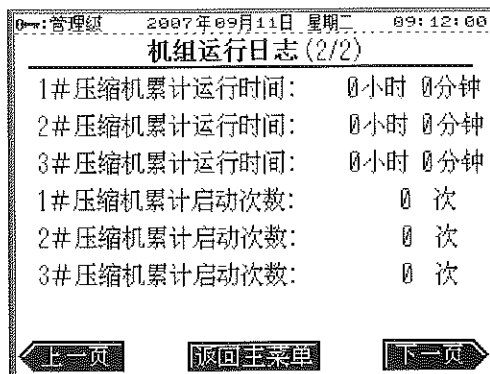 :管理级 2007年09月11日 星期二 09:12:00
机组运行日志(2/2)
1#压缩机累计运行时间: 0小时 0分钟
2#压缩机累计运行时间: 0小时 0分钟
3#压缩机累计运行时间: 0小时 0分钟
1#压缩机累计启动次数: 0 次
2#压缩机累计启动次数: 0 次
3#压缩机累计启动次数: 0 次
上一页 返回主菜单 下一页